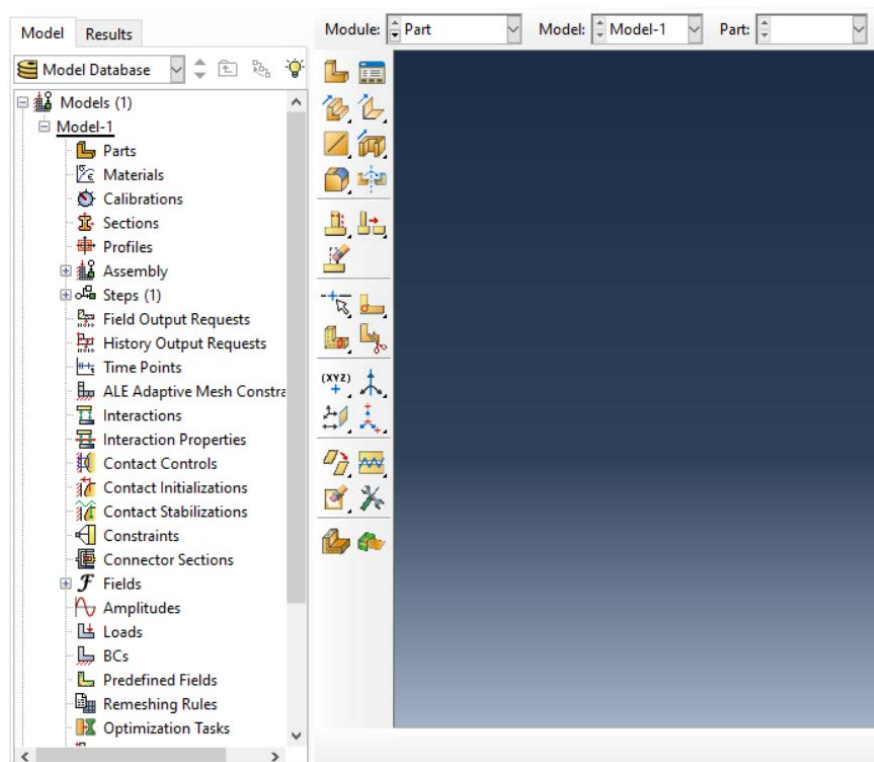 Model Results
Module: Part Model: Model-1 Part:
Model Database
Models (1)
Model-1
Parts
Materials
Calibrations
Sections
Profiles
Assembly
Steps (1)
Field Output Requests
History Output Requests
Time Points
ALE Adaptive Mesh Constra
Interactions
Interaction Properties
Contact Controls
Contact Initializations
Contact Stabilizations
Constraints
Connector Sections
Fields
Amplitudes
Loads
BCs
Predefined Fields
Remeshing Rules
Optimization Tasks
(XYZ)